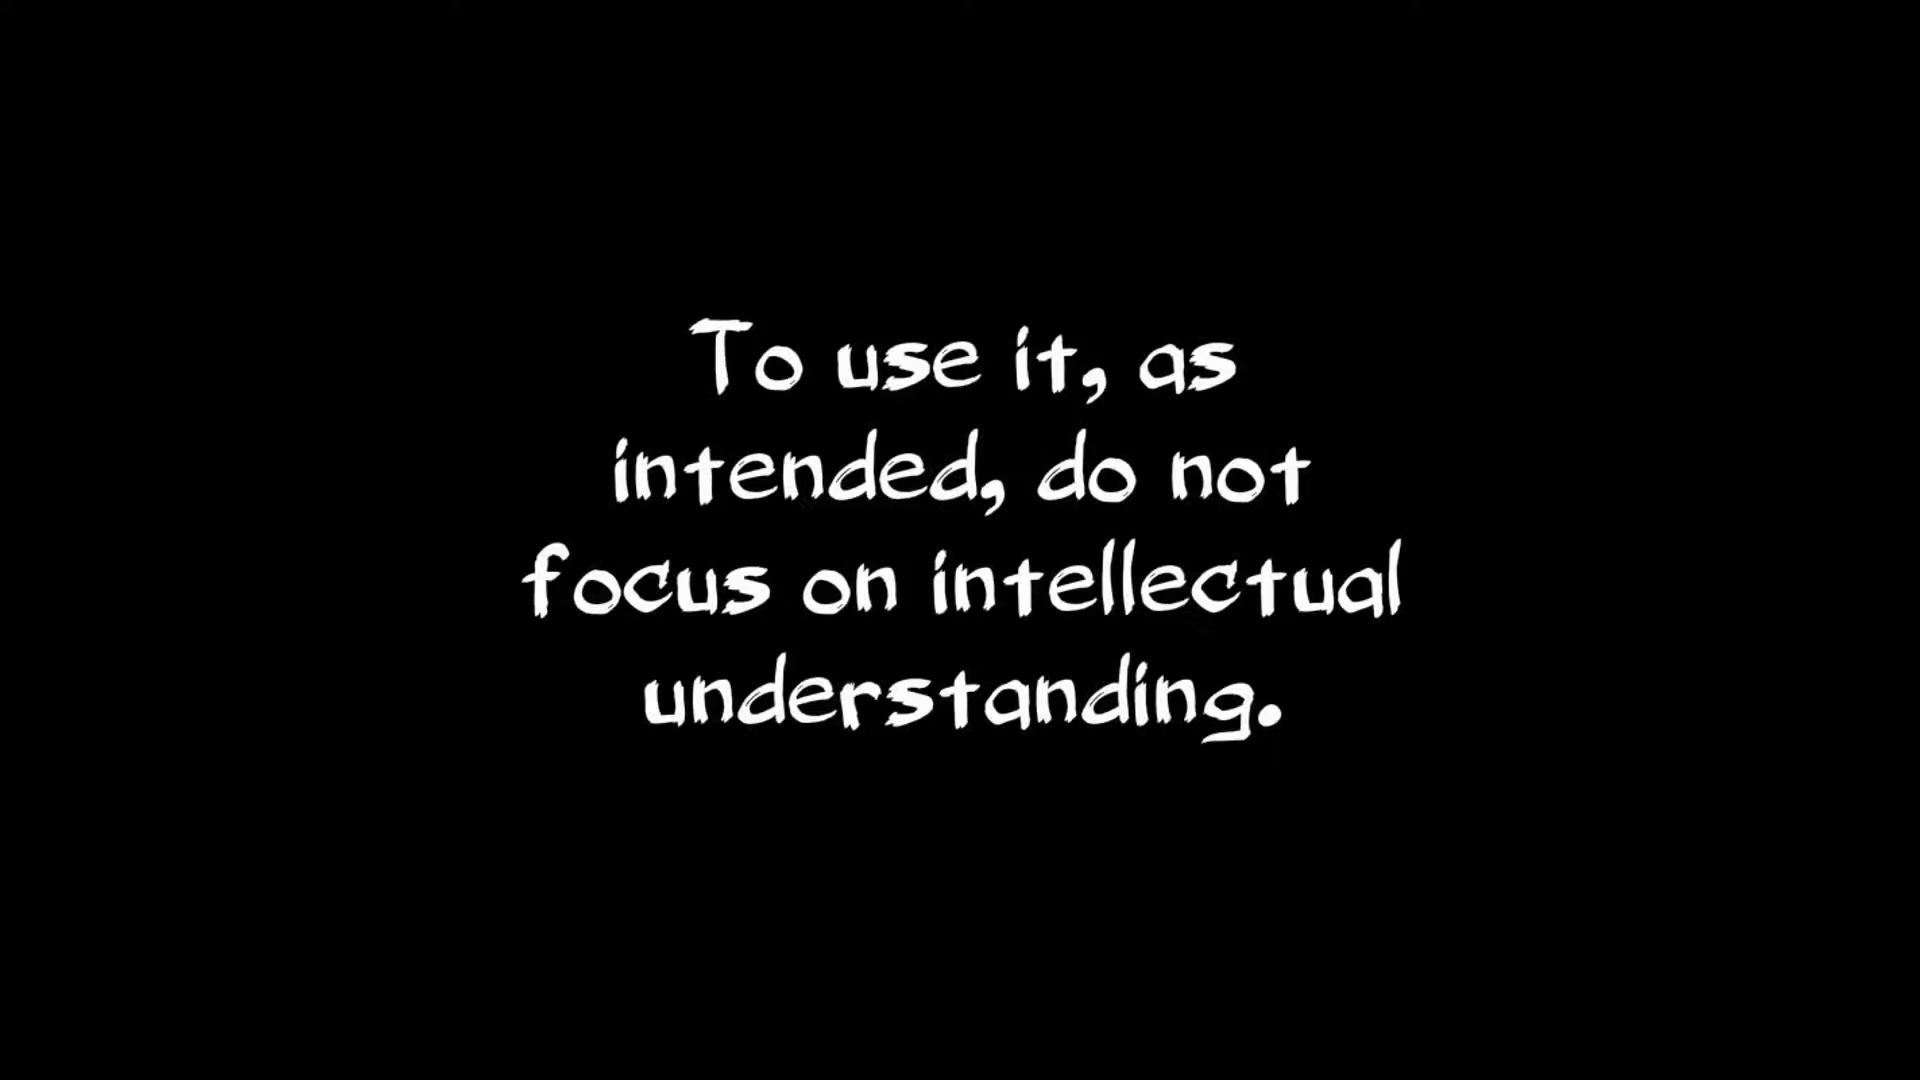 To use it, as
intended, do not
focus on intellectual
understanding.